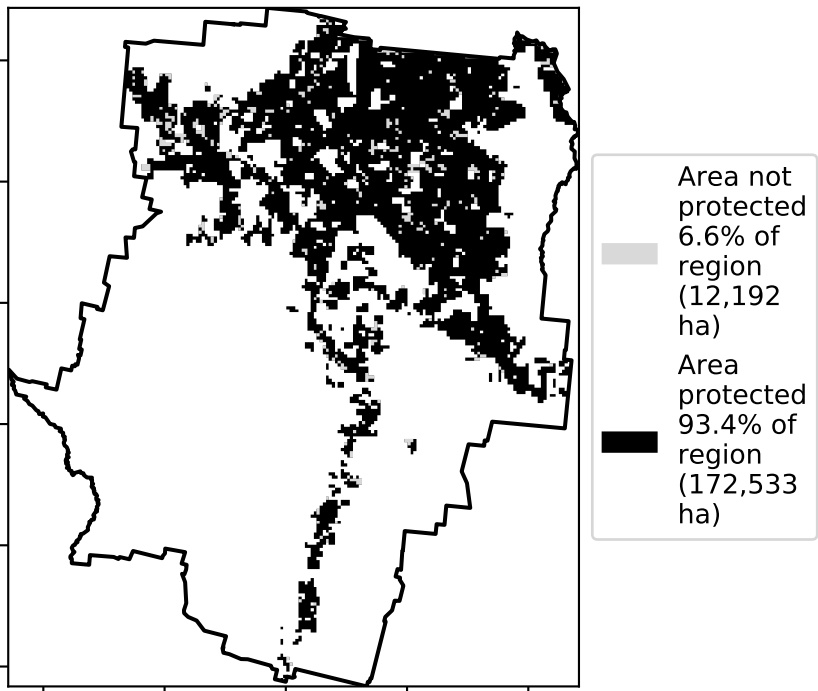 Area not
protected
6.6% of
region
(12,192
ha)
Area
protected
93.4% of
region
(172,533
ha)